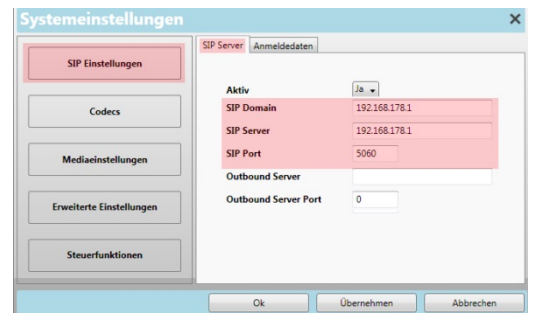 Systemeinstellungen
SIP Einstellungen
Codecs
Mediaeinstellungen
Erweiterte Einstellungen
Steuerfunktionen
SIP Server Anmeldedaten
Aktiv Ja
SIP Domain 192.168.178.1
SIP Server 192.168.178.1
SIP Port 5060
Outbound Server
Outbound Server Port 0
Ok Übernehmen Abbrechen